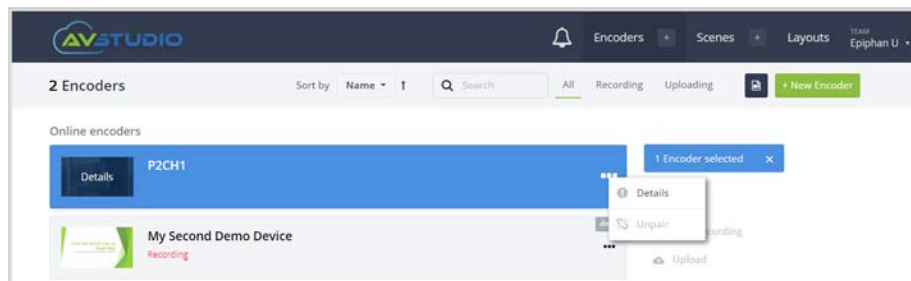 AVSTUDIO
Encoders + Scenes + Layouts TEAM Epiphan U
2 Encoders Sort by Name Search All Recording Uploading + New Encoder
Online encoders
Details P2CH1 1 Encoder selected ×
Details
Unpair
My Second Demo Device
Recording
Upload